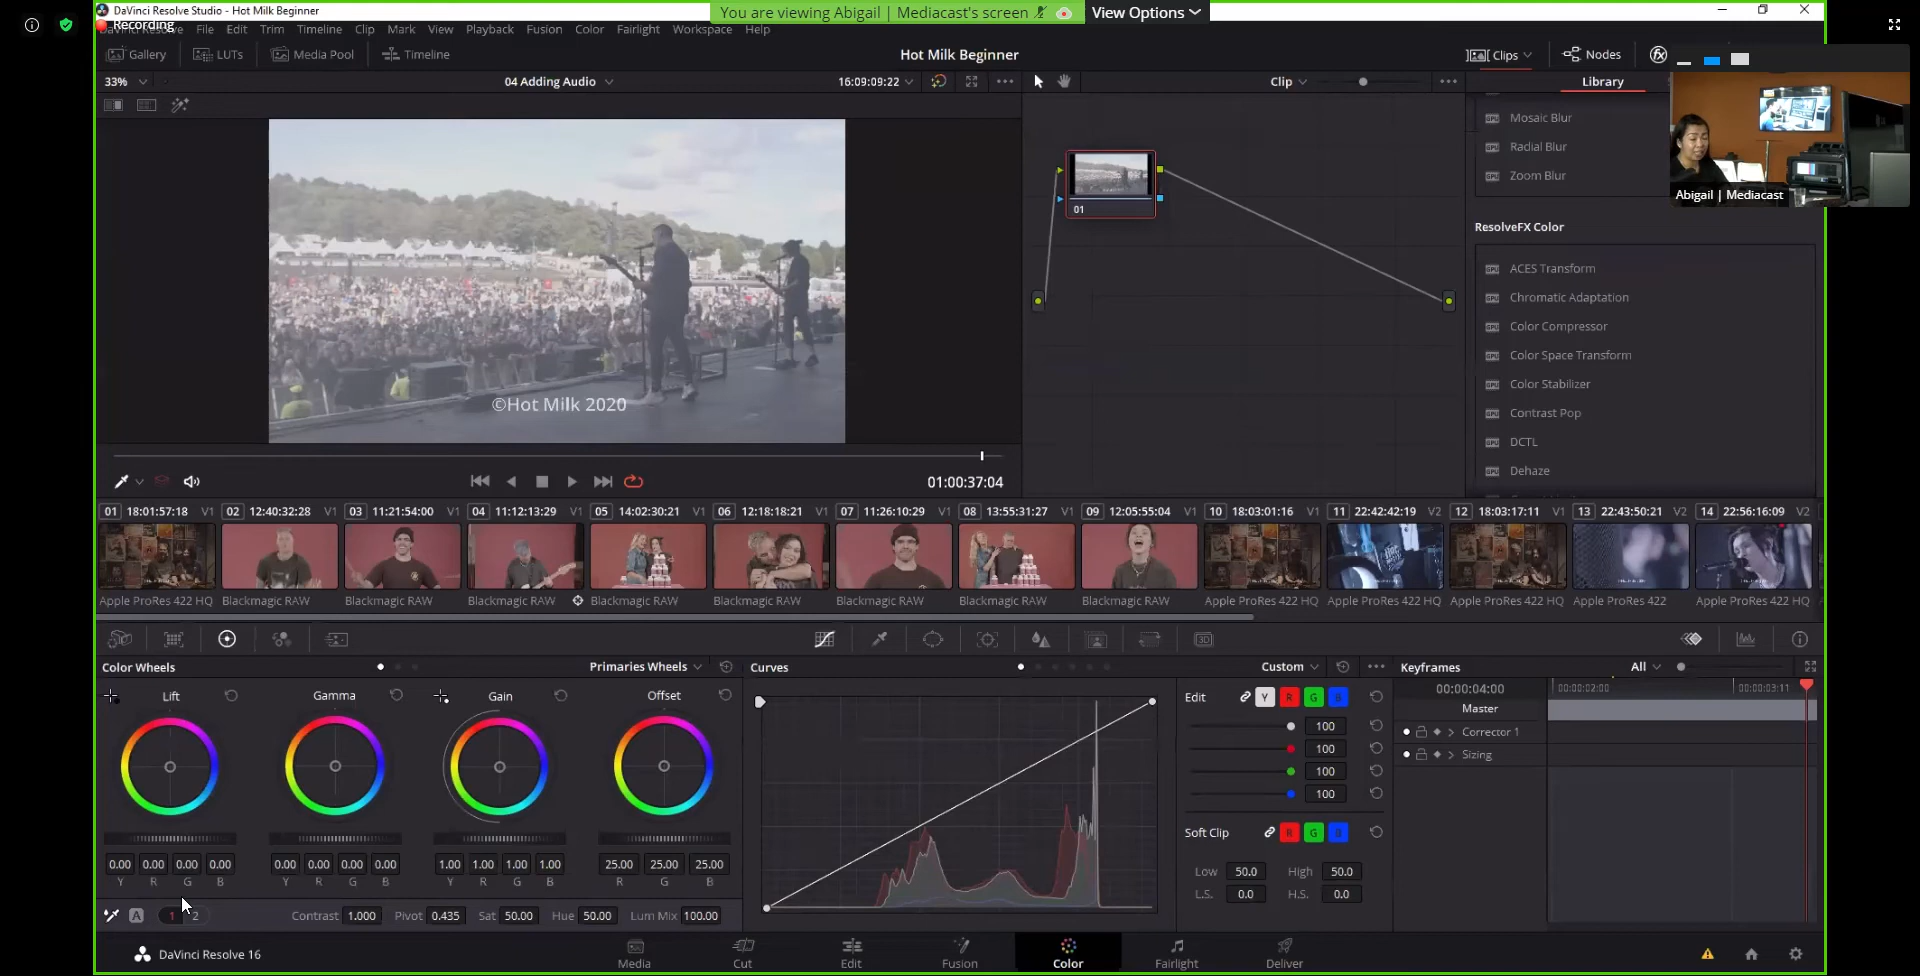 DaVinci Resolve Studio - Hot Milk Beginner
You are viewing Abigail | Mediacast's screen
View Options
Recording
DaVinci Resolve File Edit Trim Timeline Clip Mark View Playback Fusion Color Fairlight Workspace Help
Gallery LUTs Media Pool Timeline
Hot Milk Beginner
Clips Nodes
33%
04 Adding Audio
16:09:09:22
Clip
Library
Mosaic Blur
Radial Blur
Zoom Blur
Abigail | Mediacast
01
ResolveFX Color
ACES Transform
Chromatic Adaptation
Color Compressor
Color Space Transform
Color Stabilizer
Contrast Pop
DCTL
Dehaze
©Hot Milk 2020
01:00:37:04
01 18:01:57:18 V1 02 12:40:32:28 V1 03 11:21:54:00 V1 04 11:12:13:29 V1 05 14:02:30:21 V1 06 12:18:18:21 V1 07 11:26:10:29 V1 08 13:55:31:27 V1 09 12:05:55:04 V1 10 18:03:01:16 V1 11 22:42:42:19 V2 12 18:03:17:11 V1 13 22:43:50:21 V2 14 22:56:16:09 V2
Apple ProRes 422 HQ Blackmagic RAW Blackmagic RAW Blackmagic RAW Blackmagic RAW Blackmagic RAW Blackmagic RAW Blackmagic RAW Blackmagic RAW Apple ProRes 422 HQ Apple ProRes 422 HQ Apple ProRes 422 HQ Apple ProRes 422 Apple ProRes 422 HQ
3D
Color Wheels
Primaries Wheels
Lift Gamma Gain Offset
0.00 0.00 0.00 0.00 0.00 0.00 0.00 0.00 1.00 1.00 1.00 1.00 25.00 25.00 25.00
Y R G B Y R G B Y R G B R G B
A 1 2 Contrast 1.000 Pivot 0.435 Sat 50.00 Hue 50.00 Lum Mix 100.00
Curves
Custom
Edit Y R G B
100
100
100
100
Soft Clip R G B
Low 50.0 High 50.0
L.S. 0.0 H.S. 0.0
Keyframes
All
00:00:04:00
00:00:02:00 00:00:03:11
Master
Corrector 1
Sizing
DaVinci Resolve 16
Media Cut Edit Fusion Color Fairlight Deliver